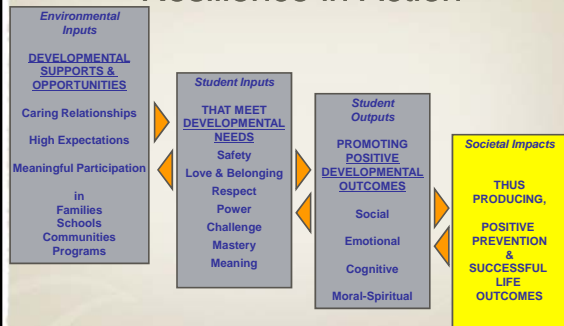 Environmental
Inputs
DEVELOPMENTAL
SUPPORTS &
OPPORTUNITIES
Caring Relationships
High Expectations
Meaningful Participation
in
Families
Schools
Communities
Programs
Student Inputs
THAT MEET
DEVELOPMENTAL
NEEDS
Safety
Love & Belonging
Respect
Power
Challenge
Mastery
Meaning
Student
Outputs
PROMOTING
POSITIVE
DEVELOPMENTAL
OUTCOMES
Social
Emotional
Cognitive
Moral-Spiritual
Societal Impacts
THUS
PRODUCING,
POSITIVE
PREVENTION
&
SUCCESSFUL
LIFE
OUTCOMES